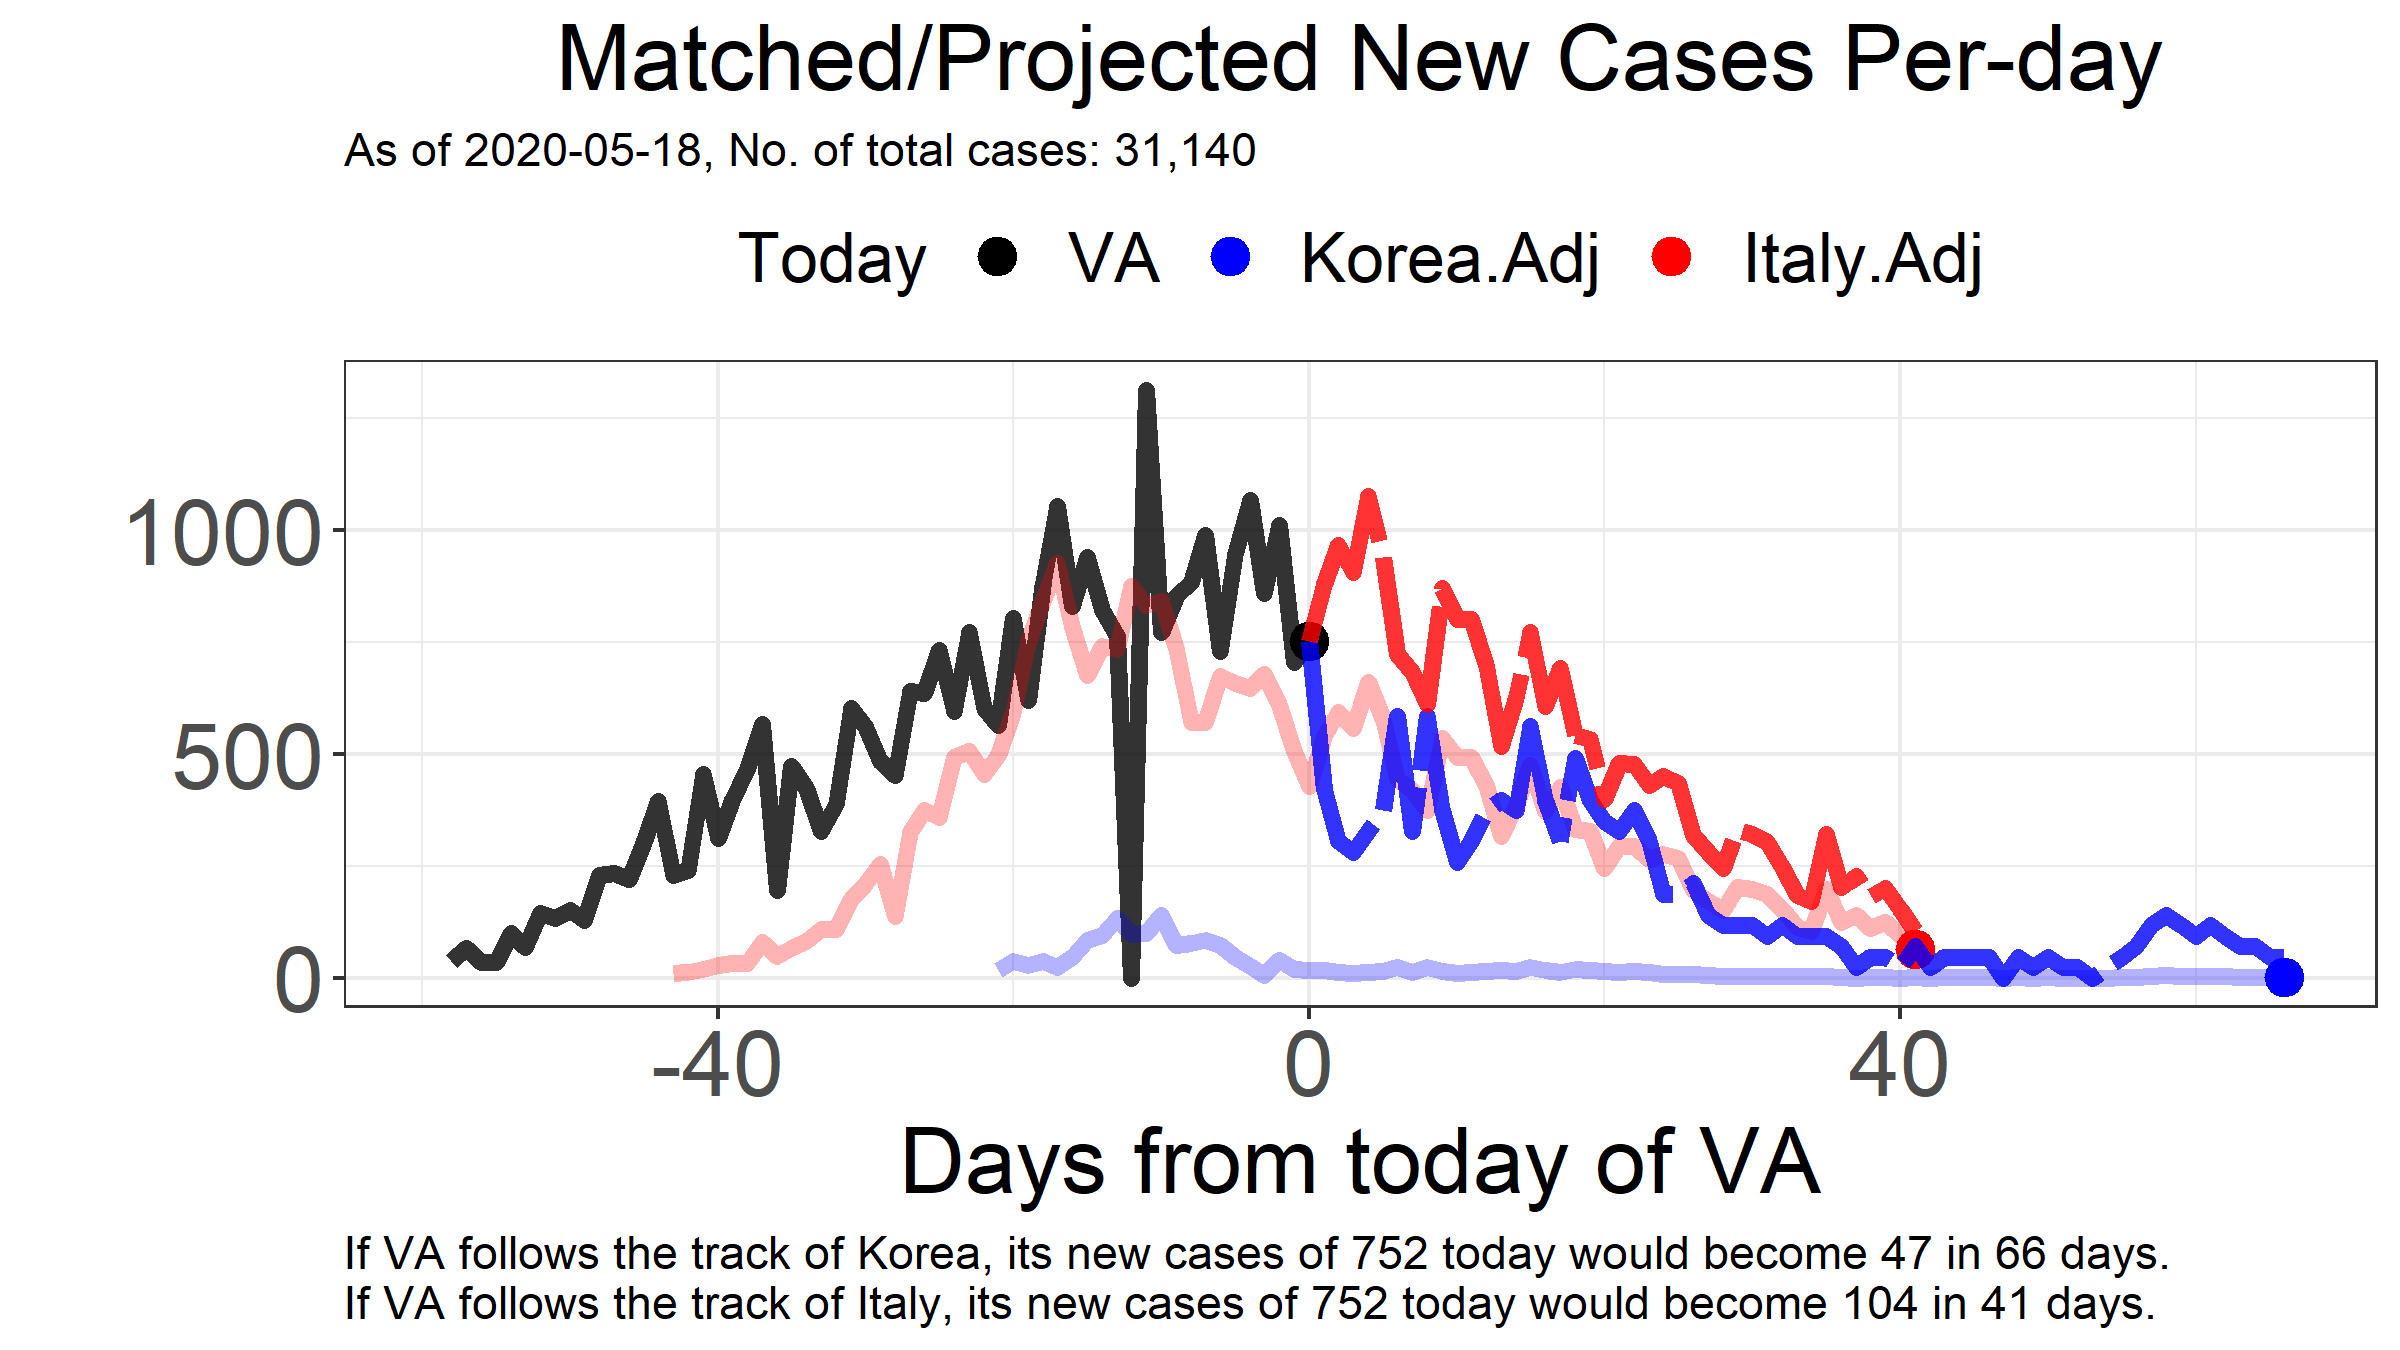 Matched/Projected New Cases Per-day
As of 2020-05-18, No. of total cases: 31,140
Today VA Korea.Adj Italy.Adj
1000
500
0
-40 0 40
Days from today of VA
If VA follows the track of Korea, its new cases of 752 today would become 47 in 66 days.
If VA follows the track of Italy, its new cases of 752 today would become 104 in 41 days.